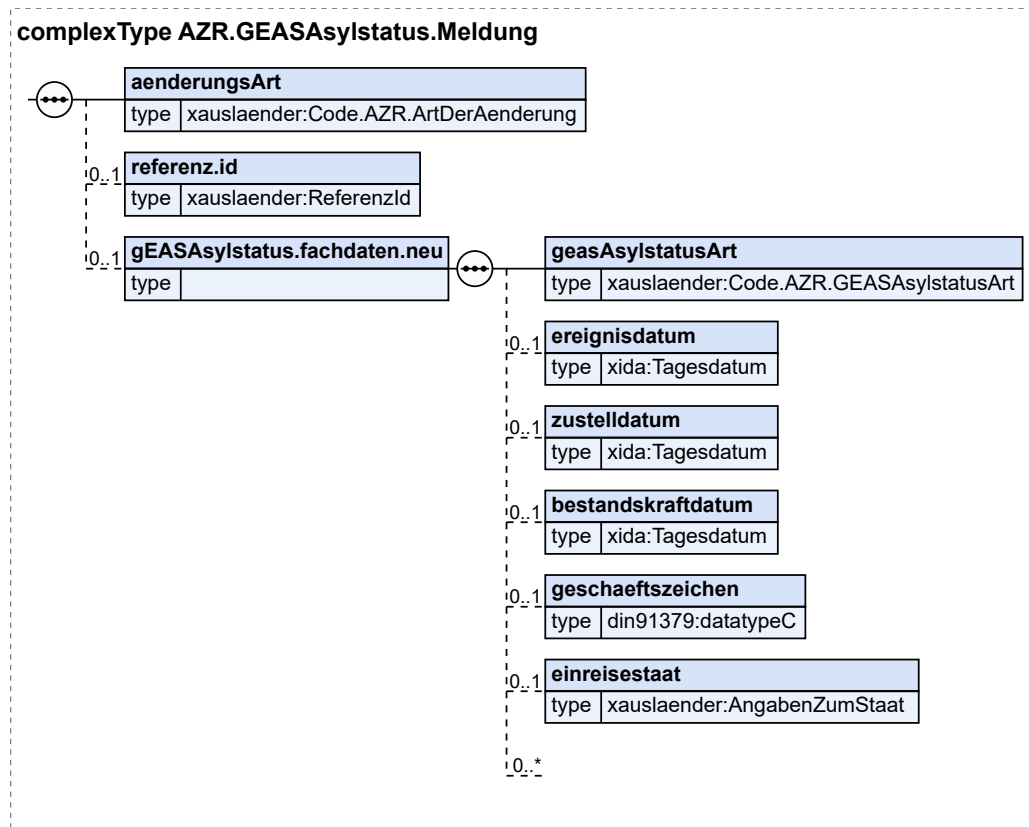 complexType AZR.GEASAsylstatus.Meldung
aenderungsArt
type xauslaender:Code.AZR.ArtDerAenderung
0..1 referenz.id
type xauslaender:ReferenzId
0..1 gEASAsylstatus.fachdaten.neu
type
geasAsylstatusArt
type xauslaender:Code.AZR.GEASAsylstatusArt
0..1 ereignisdatum
type xida:Tagesdatum
0..1 zustelldatum
type xida:Tagesdatum
0..1 bestandskraftdatum
type xida:Tagesdatum
0..1 geschaeftszeichen
type din91379:datatypeC
0..1 einreisestaat
type xauslaender:AngabenZumStaat
0..*